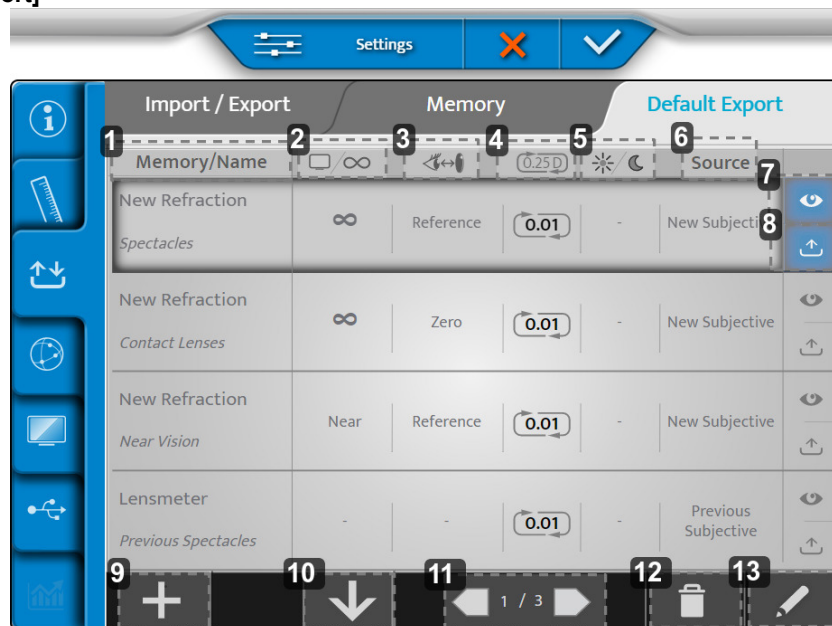 ort]
Settings
Import / Export Memory Default Export
1 2 3 4 5 6
Memory/Name 0.25 D Source
7
New Refraction
Spectacles
Reference 0.01 - New Subjecti
8
New Refraction
Contact Lenses
Zero 0.01 - New Subjective
New Refraction
Near Vision
Near Reference 0.01 - New Subjective
Lensmeter
Previous Spectacles
- - 0.01 - Previous
Subjective
9 10 11 12 13
1 / 3